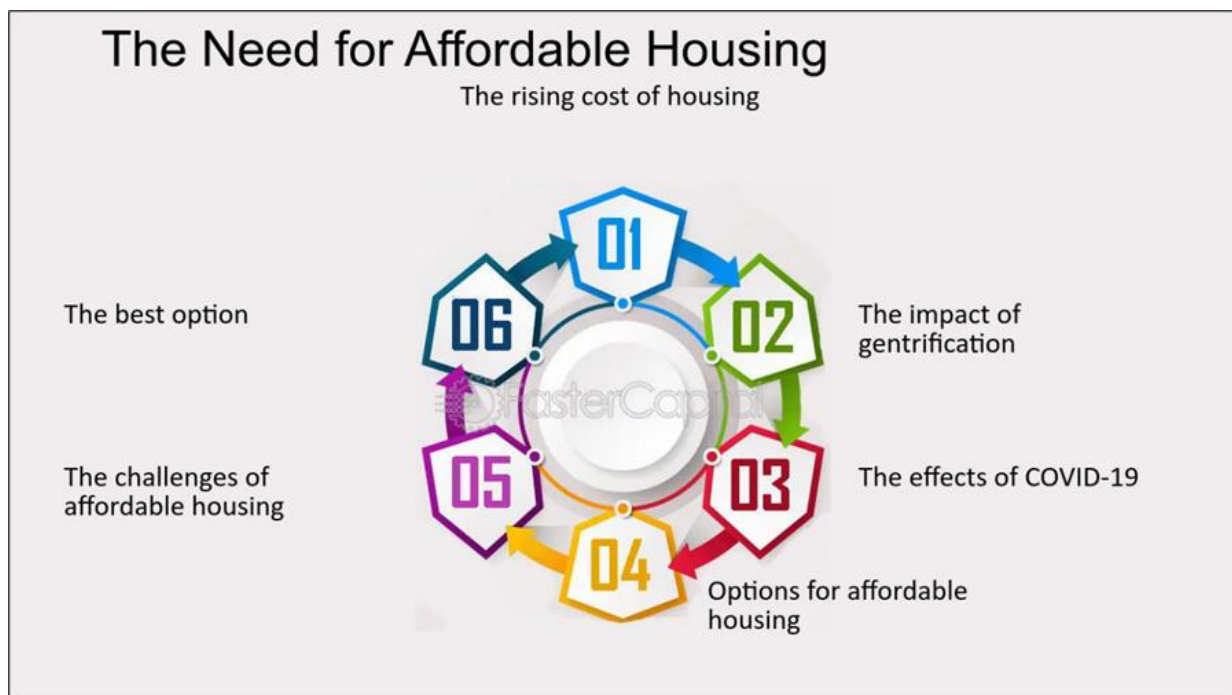 The Need for Affordable Housing
The rising cost of housing
01
02
The impact of
gentrification
03
The effects of COVID-19
04
Options for affordable
housing
05
The challenges of
affordable housing
06
The best option
FasterCapital